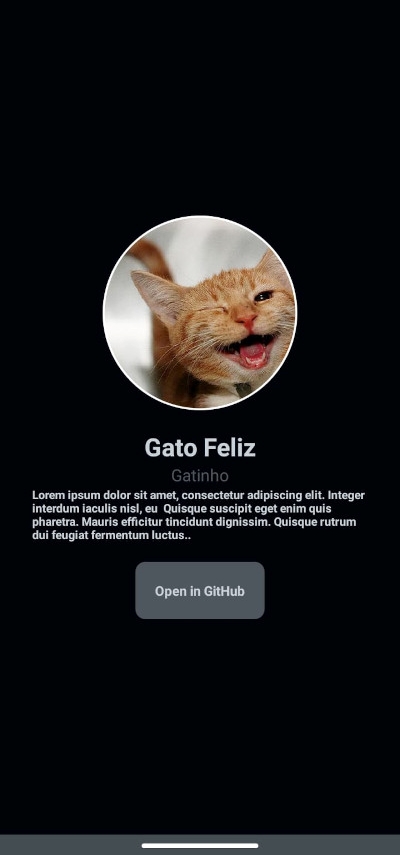 Gato Feliz
Gatinho
Lorem ipsum dolor sit amet, consectetur adipiscing elit. Integer
interdum iaculis nisl, eu  Quisque suscipit eget enim quis
pharetra. Mauris efficitur tincidunt dignissim. Quisque rutrum
dui feugiat fermentum luctus..
Open in GitHub